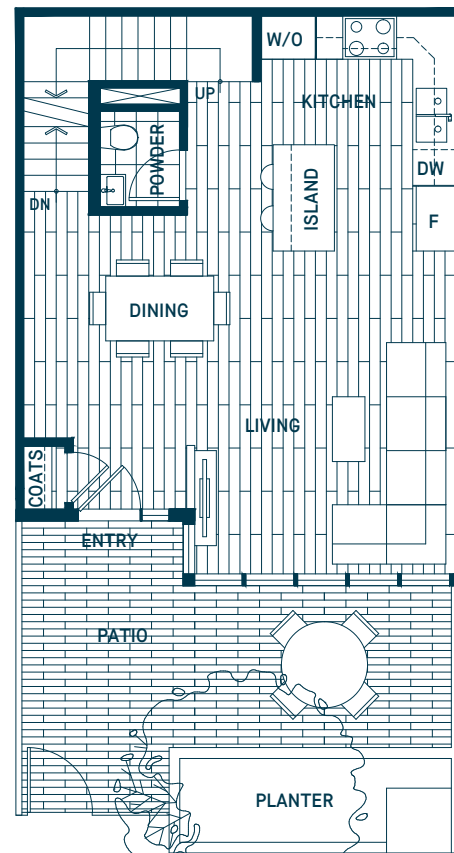 W/O
UP
KITCHEN
POWDER
DW
ISLAND
DN
F
DINING
LIVING
COATS
ENTRY
PATIO
PLANTER